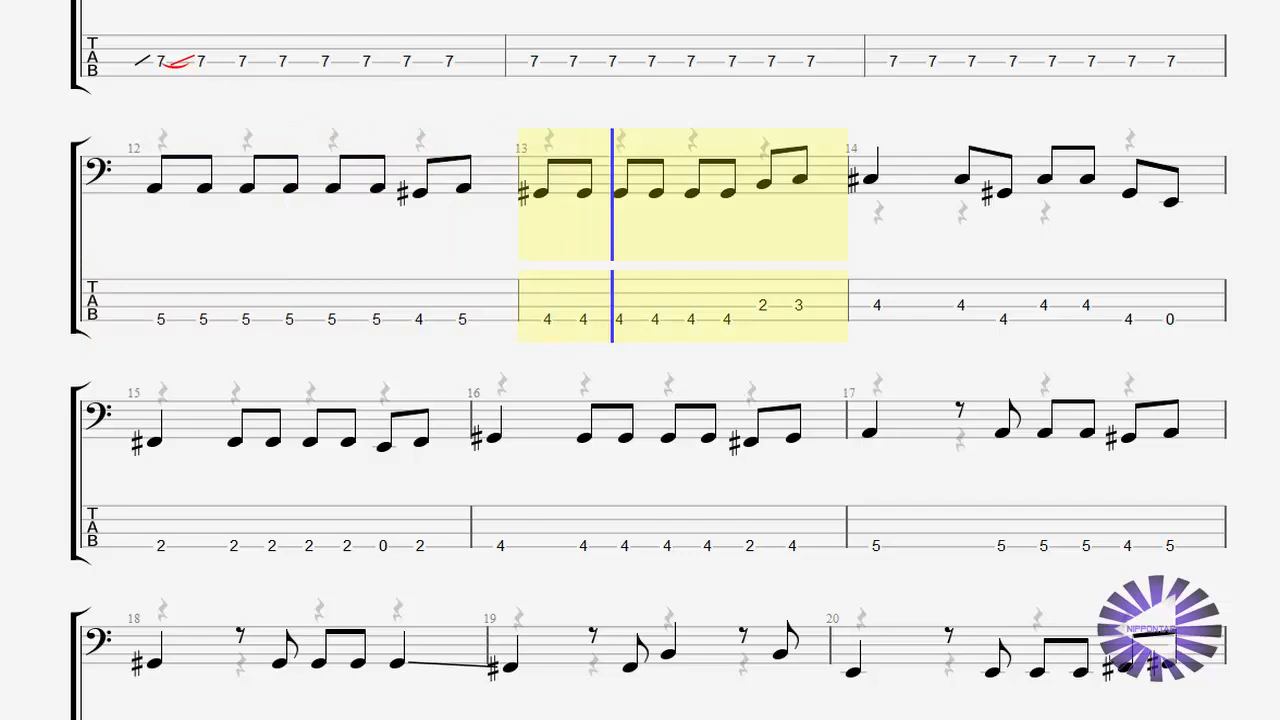 T A B 7 7 7 7 7 7 7 7 7 7 7 7 7 7 7 7 7 7 7 7 7 7 7 7
12 13 14
T A B 5 5 5 5 5 5 4 5 4 4 4 4 4 4 2 3 4 4 4 4 4 4 0
15 16 17
T A B 2 2 2 2 2 0 2 4 4 4 4 4 2 4 5 5 5 5 4 5
18 19 20
NIPPONTAB